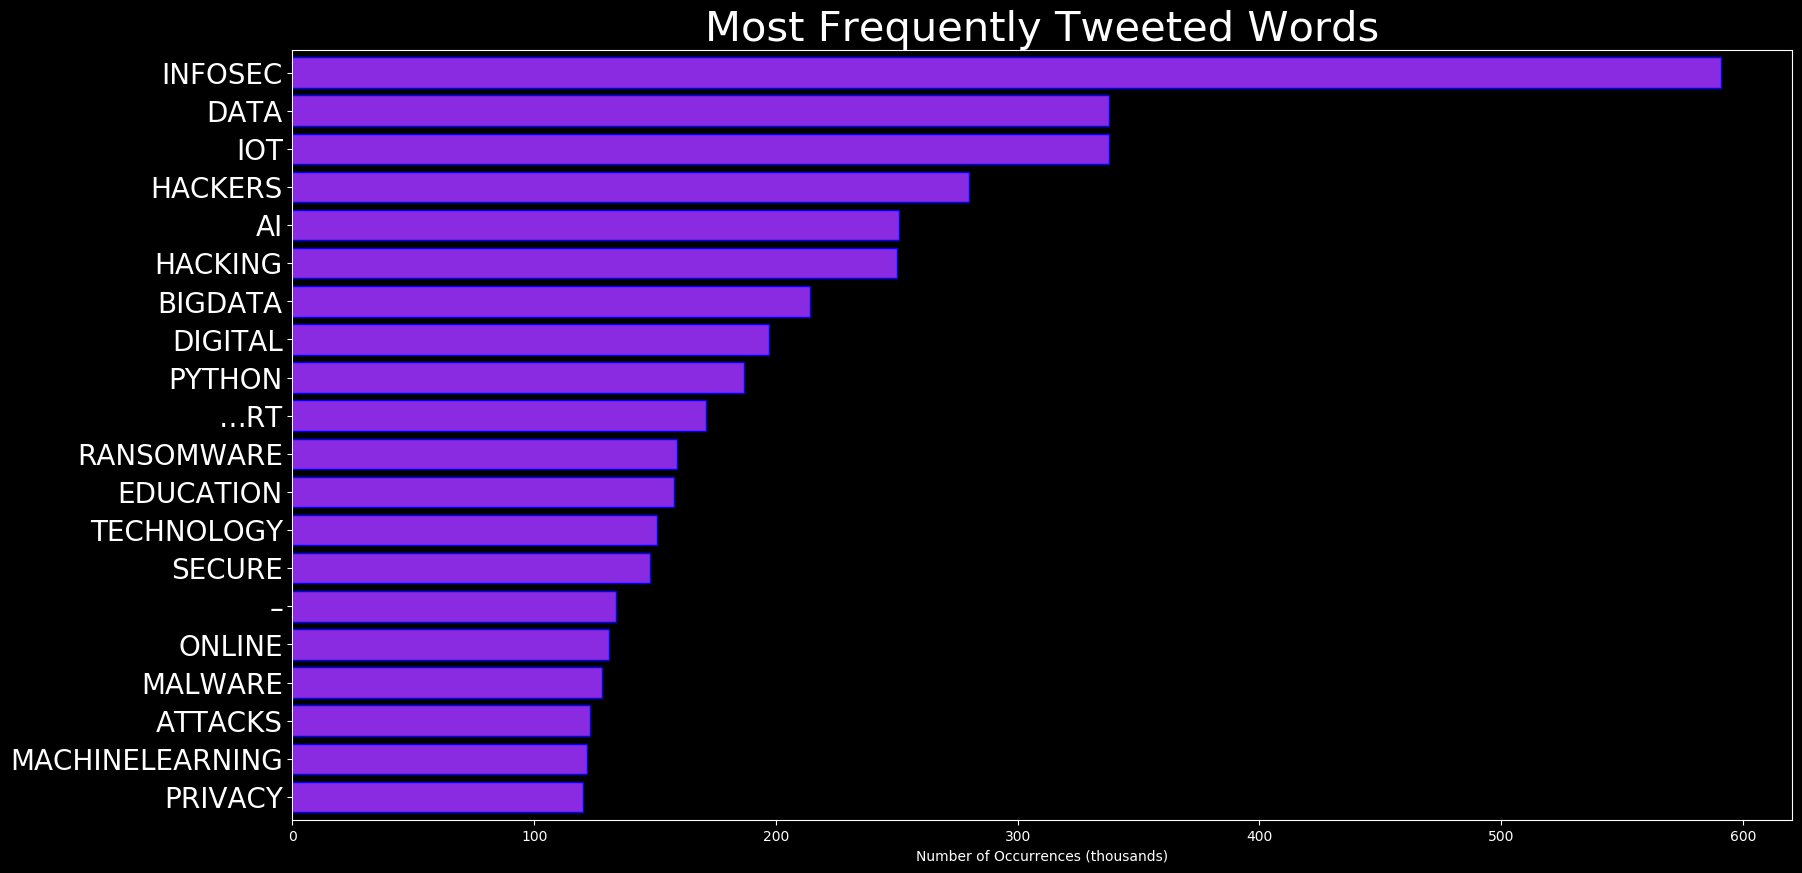 Most Frequently Tweeted Words
INFOSEC
DATA
IOT
HACKERS
AI
HACKING
BIGDATA
DIGITAL
PYTHON
…RT
RANSOMWARE
EDUCATION
TECHNOLOGY
SECURE
–
ONLINE
MALWARE
ATTACKS
MACHINELEARNING
PRIVACY
0 100 200 300 400 500 600
Number of Occurrences (thousands)